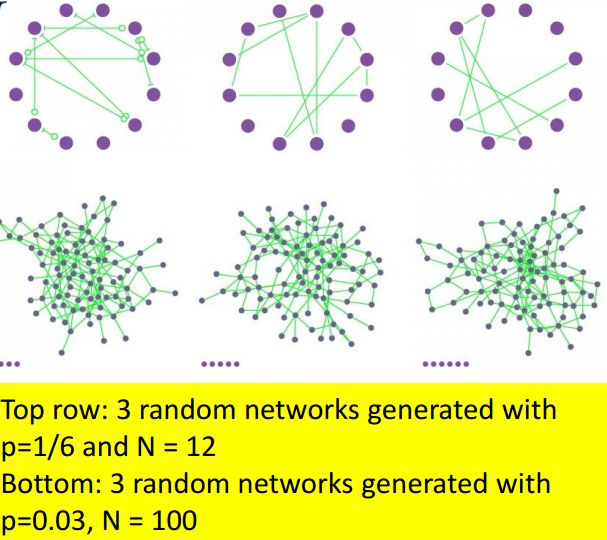 Top row: 3 random networks generated with
p=1/6 and N = 12
Bottom: 3 random networks generated with
p=0.03, N = 100